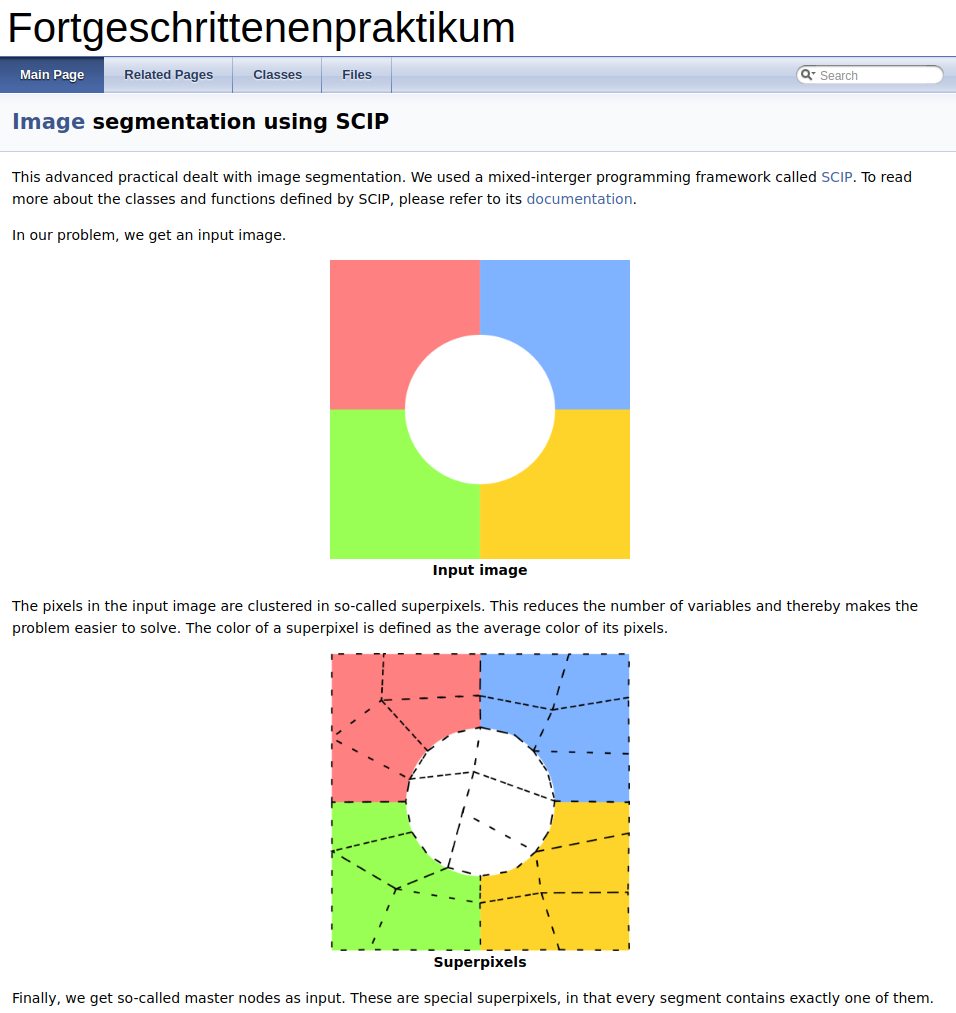 Fortgeschrittenenpraktikum
Main Page Related Pages Classes Files Search
Image segmentation using SCIP
This advanced practical dealt with image segmentation. We used a mixed-interger programming framework called SCIP. To read
more about the classes and functions defined by SCIP, please refer to its documentation.
In our problem, we get an input image.
Input image
The pixels in the input image are clustered in so-called superpixels. This reduces the number of variables and thereby makes the
problem easier to solve. The color of a superpixel is defined as the average color of its pixels.
Superpixels
Finally, we get so-called master nodes as input. These are special superpixels, in that every segment contains exactly one of them.